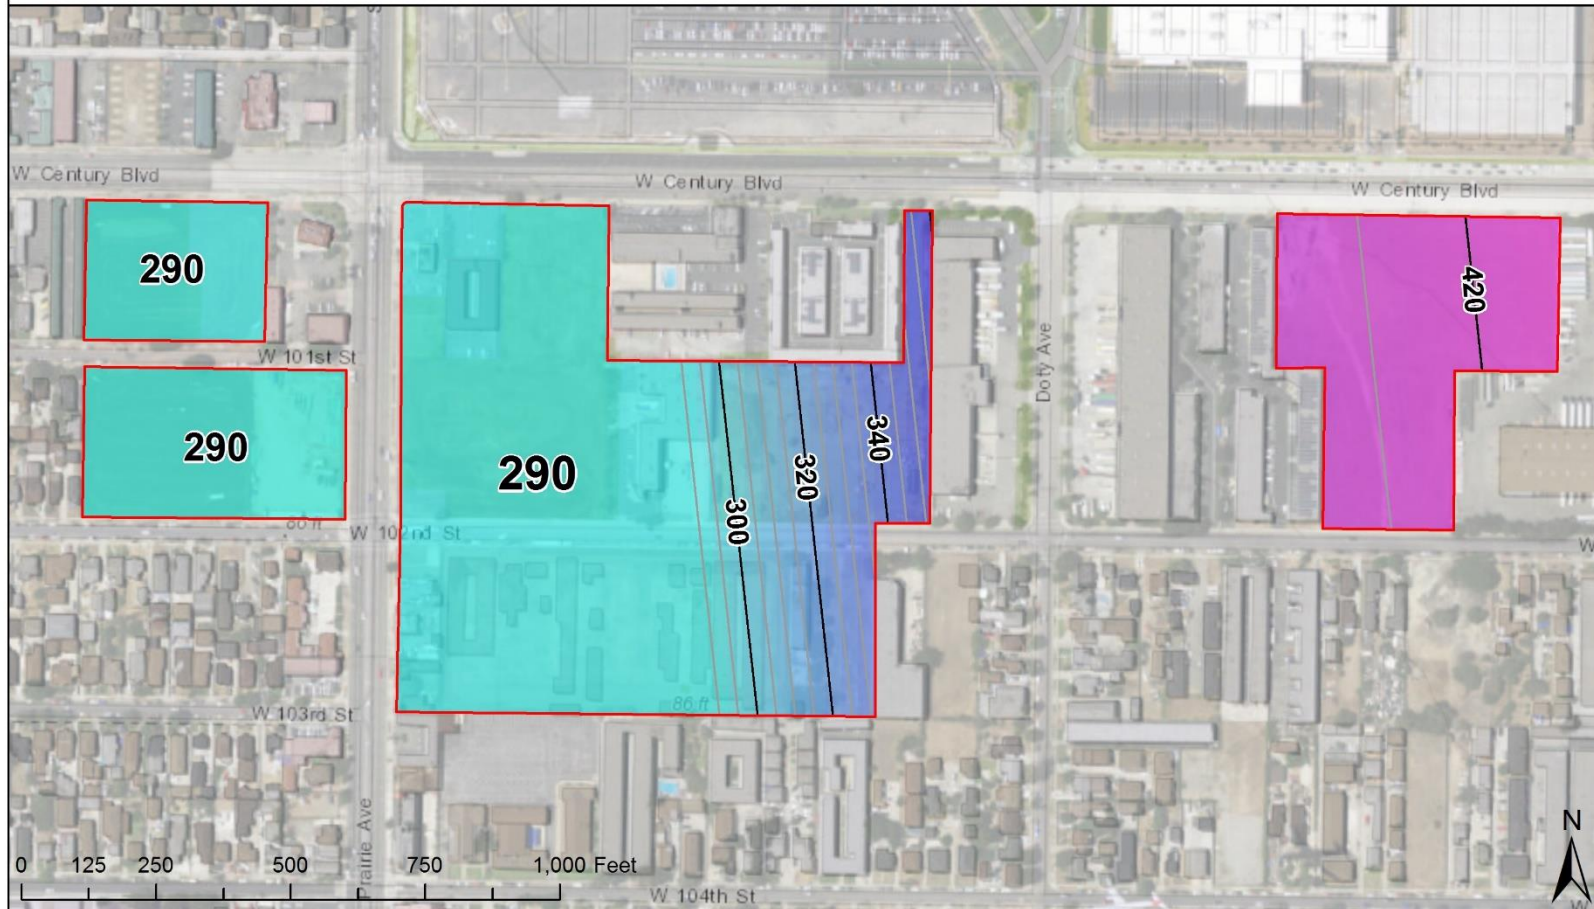 S
W Century Blvd
W Century Blvd
W Century Blvd
290
420
W 101st St
Doty Ave
340
290
290
320
300
80 ft
W 102nd St
W
86 ft
W 103rd St
Prairie Ave
N
0 125 250 500 750 1,000 Feet
W 104th St
W